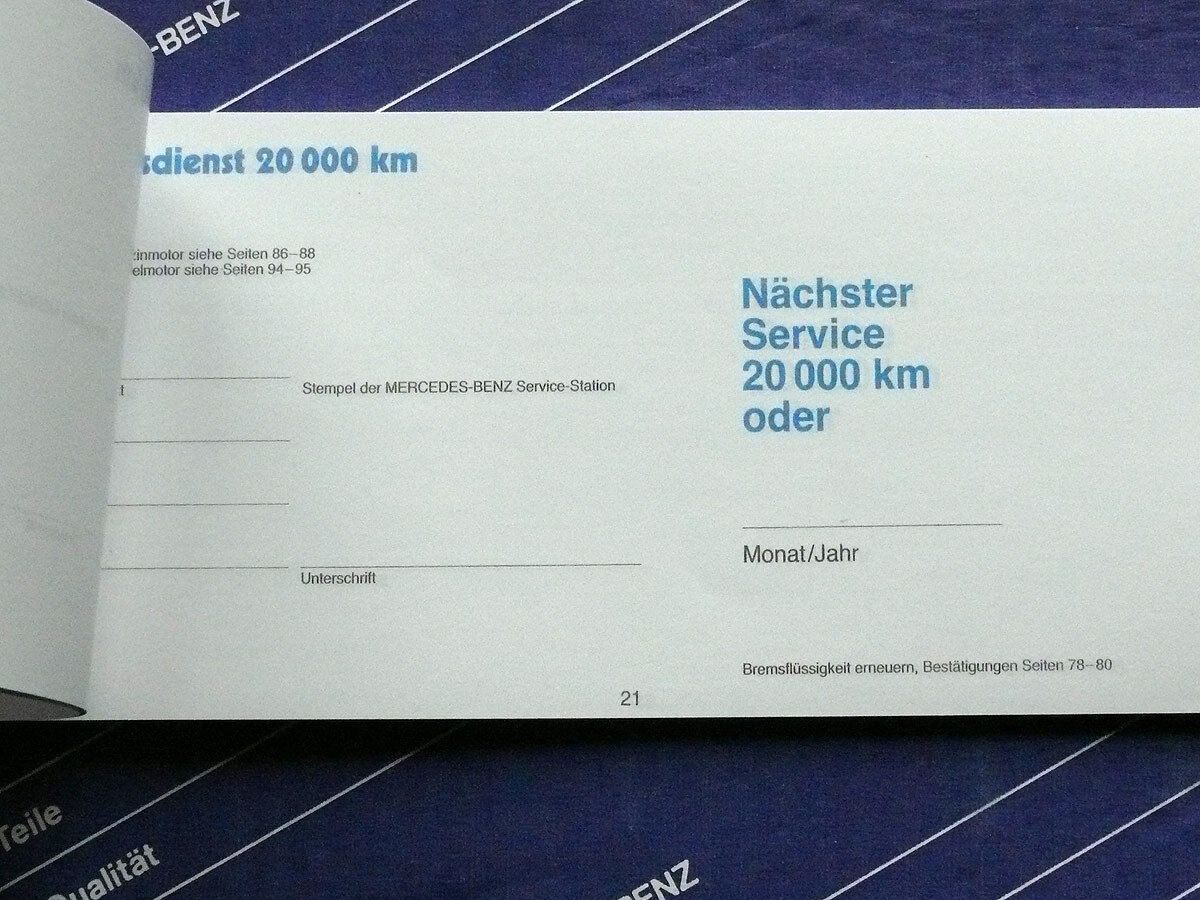 -BENZ
sdienst 20 000 km
inmotor siehe Seiten 86–88
elmotor siehe Seiten 94–95
t
Stempel der MERCEDES-BENZ Service-Station
Unterschrift
Nächster
Service
20 000 km
oder
Monat/Jahr
Bremsflüssigkeit erneuern, Bestätigungen Seiten 78–80
21
Teile
Qualität
ENZ